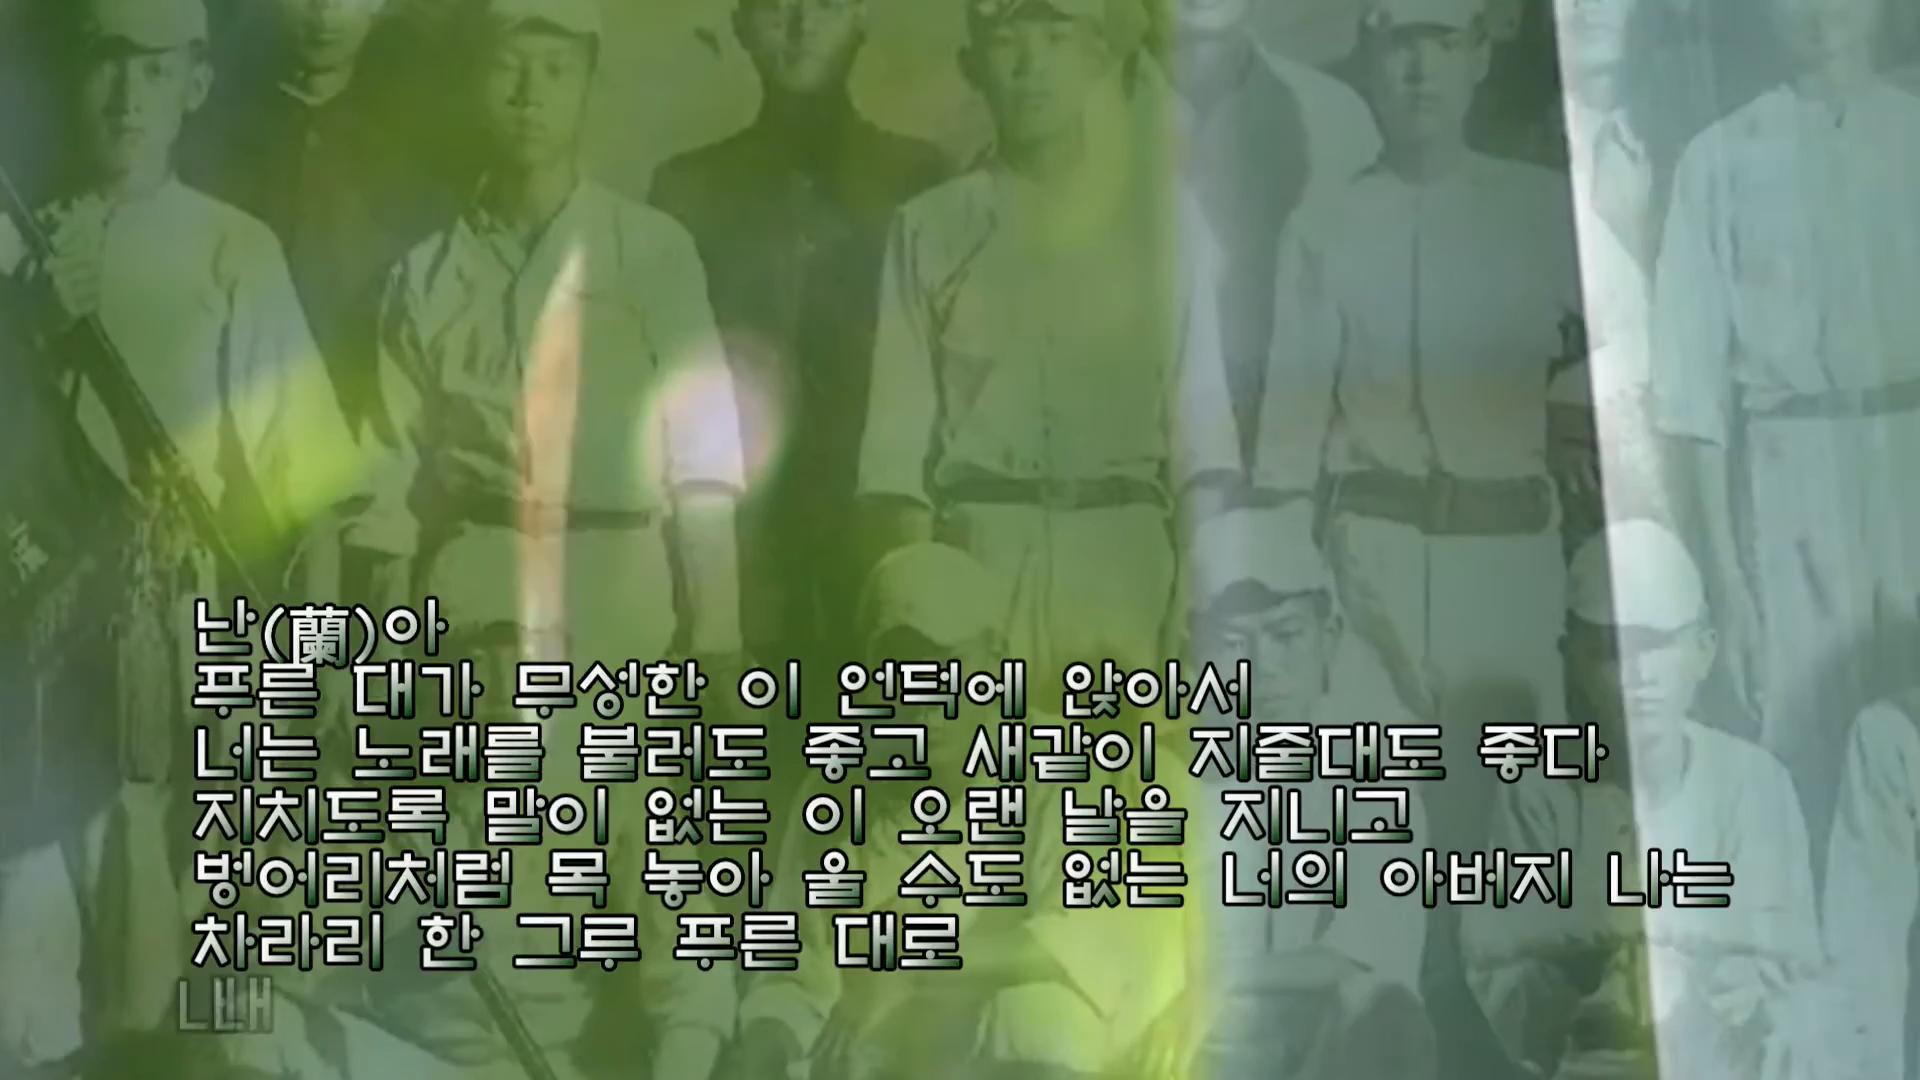 난(蘭)아
푸른 대가 무성한 이 언덕에 앉아서
너는 노래를 불러도 좋고 새같이 지줄대도 좋다
지치도록 말이 없는 이 오랜 날을 지니고
벙어리처럼 목 놓아 울 수도 없는 너의 아버지 나는
차라리 한 그루 푸른 대로